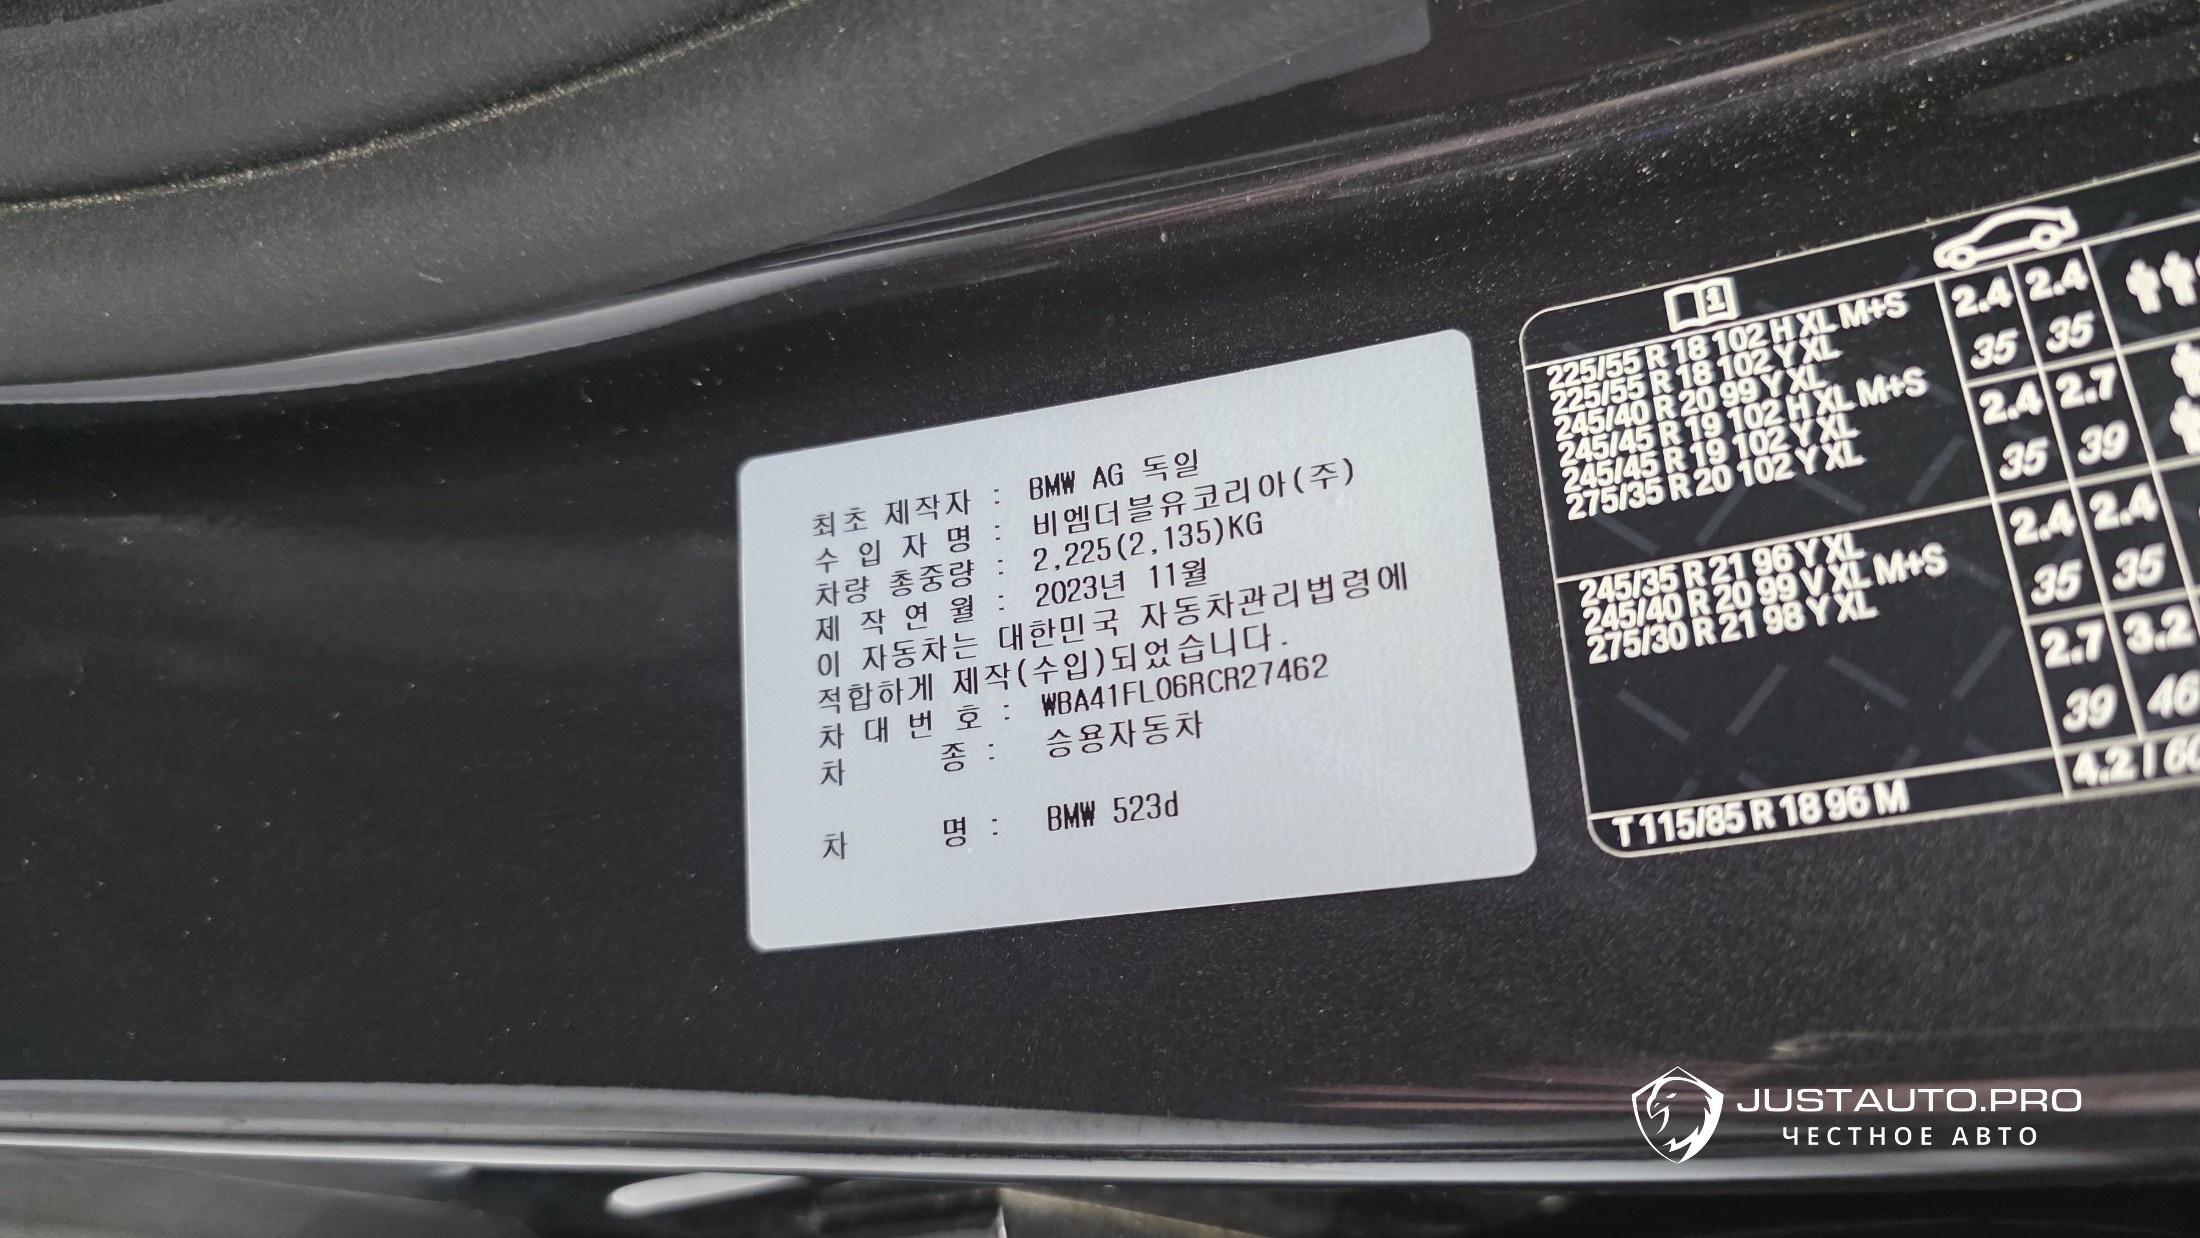 최초 제작자 : BMW AG 독일
수 입 자 명 : 비엠더블유코리아(주)
차량 총중량 : 2,225(2,135)KG
제 작 연 월 : 2023년 11월
이 자동차는 대한민국 자동차관리법령에
적합하게 제작(수입)되었습니다.
차 대 번 호 : WBA41FL06RCR27462
차 종 : 승용자동차
차 명 : BMW 523d
1
225/55 R 18 102 H XL M+S
225/55 R 18 102 Y XL
245/40 R 20 99 Y XL
245/45 R 19 102 H XL M+S
245/45 R 19 102 Y XL
275/35 R 20 102 Y XL
2.4 2.4
35 35
2.4 2.7
35 39
245/35 R 21 96 Y XL
245/40 R 20 99 V XL M+S
275/30 R 21 98 Y XL
2.4 2.4
35 35
2.7 3.2
39 46
T 115/85 R 18 96 M
4.2 / 60
JUSTAUTO.PRO
ЧЕСТНОЕ АВТО